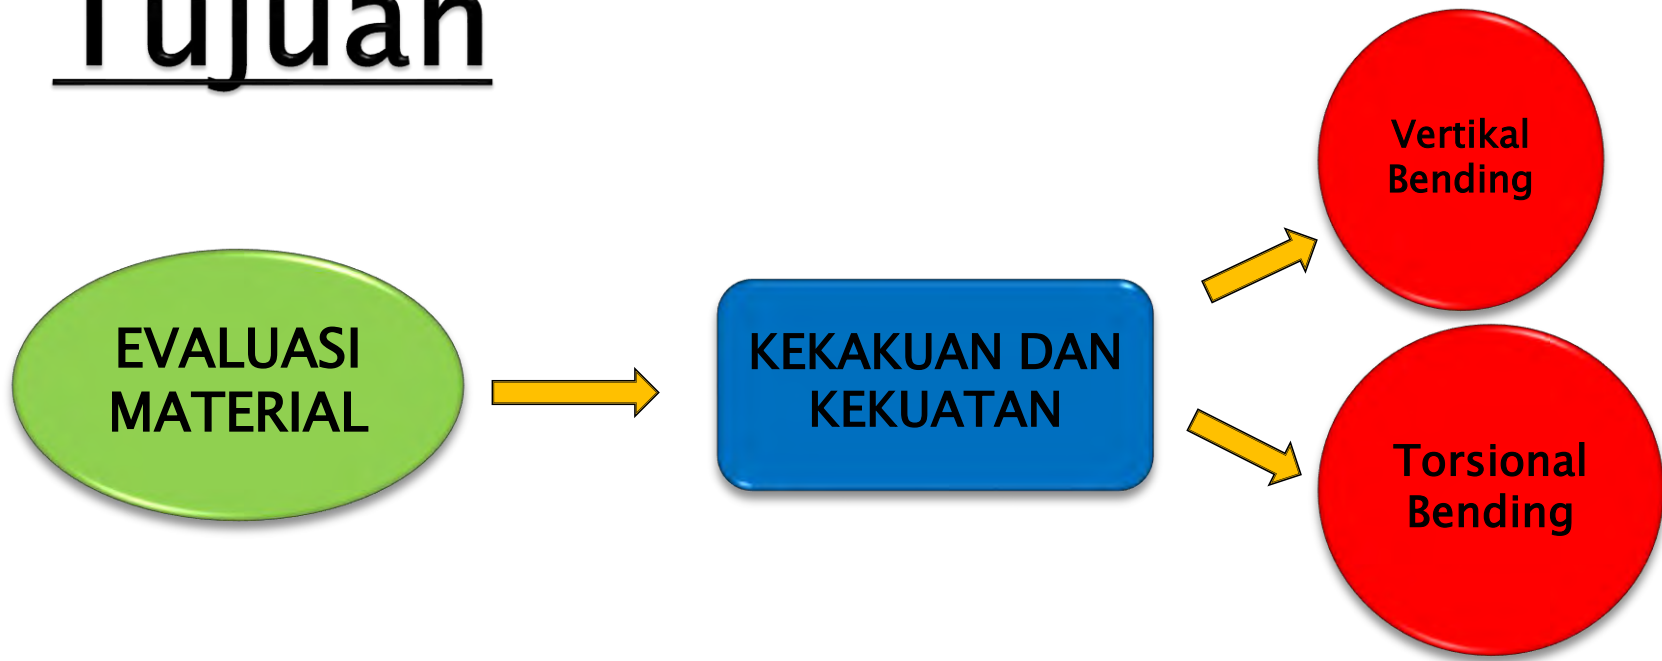 Tujuan
EVALUASI
MATERIAL
KEKAKUAN DAN
KEKUATAN
Vertikal
Bending
Torsional
Bending